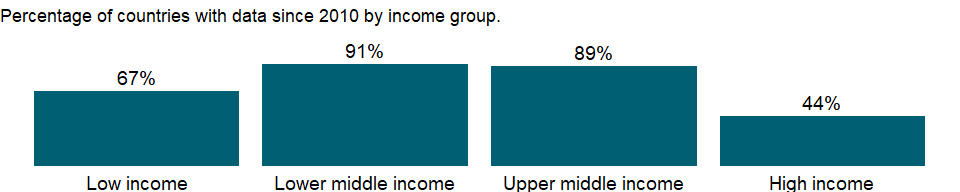 Percentage of countries with data since 2010 by income group.
67%
91%
89%
44%
Low income
Lower middle income
Upper middle income
High income